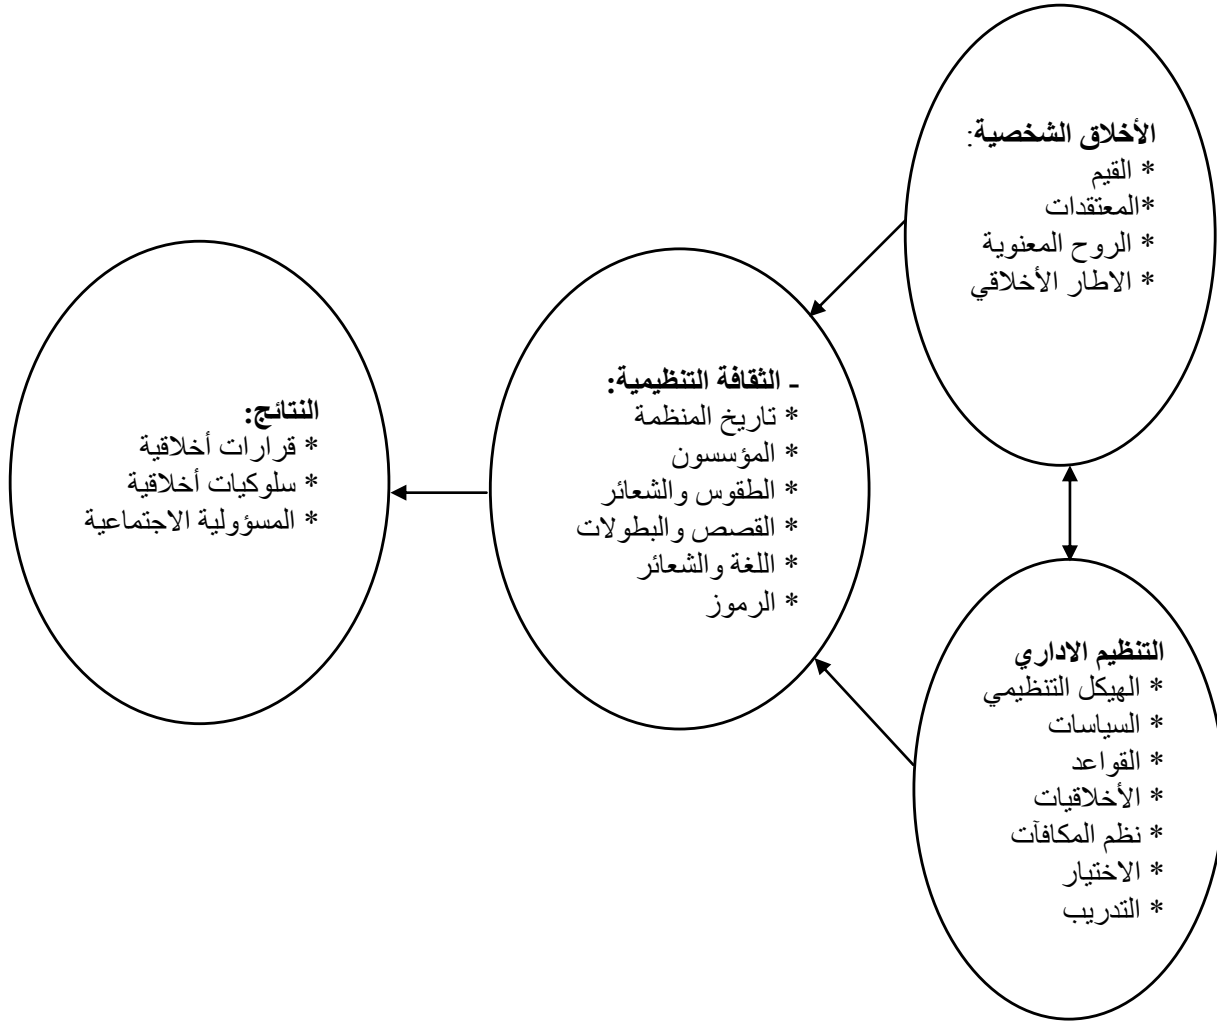 الأخلاق الشخصية:
* القيم
*المعتقدات
* الروح المعنوية
* الاطار الأخلاقي
- الثقافة التنظيمية:
* تاريخ المنظمة
* المؤسسون
* الطقوس والشعائر
* القصص والبطولات
* اللغة والشعائر
* الرموز
النتائج:
* قرارات أخلاقية
* سلوكيات أخلاقية
* المسؤولية الاجتماعية
التنظيم الاداري
* الهيكل التنظيمي
* السياسات
* القواعد
* الأخلاقيات
* نظم المكافآت
* الاختيار
* التدريب